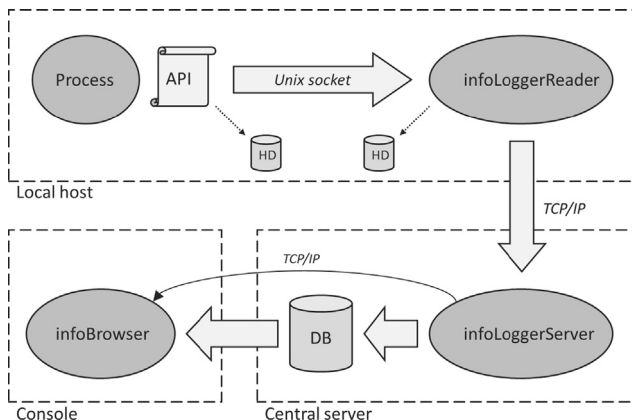 Process
API
Unix socket
infoLoggerReader
HD
HD
Local host
TCP/IP
TCP/IP
infoBrowser
DB
infoLoggerServer
Console
Central server